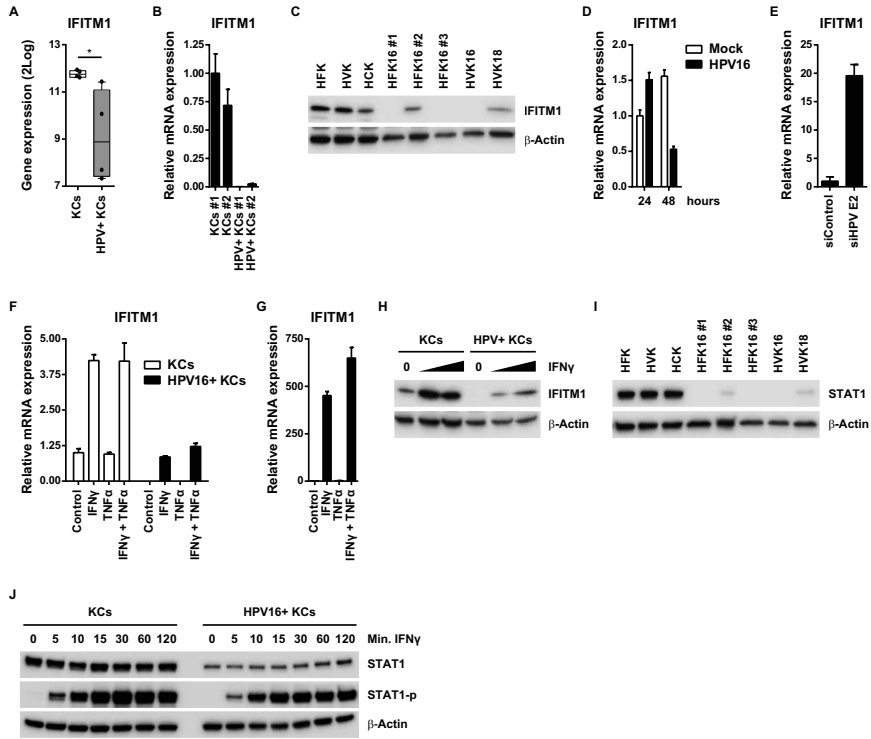 A
IFITM1
Gene expression (2Log)
11
9
7
*
KCs
HPV+ KCs
B
IFITM1
Relative mRNA expression
1.25
1.00
0.75
0.50
0.25
0.00
KCs #1
KCs #2
HPV+ KCs #1
HPV+ KCs #2
C
HFK
HVK
HCK
HFK16 #1
HFK16 #2
HFK16 #3
HVK16
HVK18
IFITM1
β-Actin
D
IFITM1
Relative mRNA expression
2.0
1.5
1.0
0.5
0.0
Mock
HPV16
24 48 hours
E
IFITM1
Relative mRNA expression
25
20
15
10
5
0
siControl
siHPV E2
F
IFITM1
Relative mRNA expression
5.00
3.75
2.50
1.25
0.00
KCs
HPV16+ KCs
Control
IFNγ
TNFα
IFNγ + TNFα
Control
IFNγ
TNFα
IFNγ + TNFα
G
IFITM1
Relative mRNA expression
750
500
250
0
Control
IFNγ
TNFα
IFNγ + TNFα
H
KCs HPV+ KCs
0 0 IFNγ
IFITM1
β-Actin
I
HFK
HVK
HCK
HFK16 #1
HFK16 #2
HFK16 #3
HVK16
HVK18
STAT1
β-Actin
J
KCs HPV16+ KCs
0 5 10 15 30 60 120 0 5 10 15 30 60 120 Min. IFNγ
STAT1
STAT1-p
β-Actin